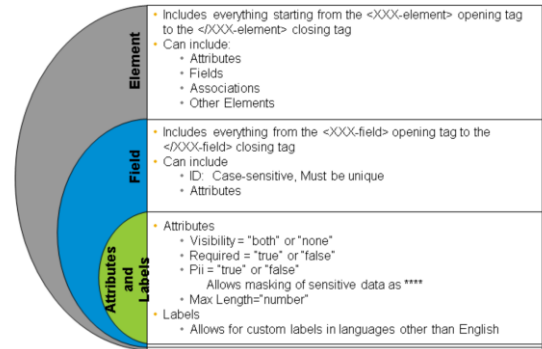 Element
• Includes everything starting from the <XXX-element> opening tag
to the </XXX-element> closing tag
• Can include:
• Attributes
• Fields
• Associations
• Other Elements
Field
• Includes everything from the <XXX-field> opening tag to the
</XXX-field> closing tag
• Can include
• ID: Case-sensitive, Must be unique
• Attributes
Attributes
and
Labels
• Attributes
• Visibility = "both" or "none"
• Required = "true" or "false"
• Pii = "true" or "false"
Allows masking of sensitive data as ****
• Max Length="number"
• Labels
• Allows for custom labels in languages other than English